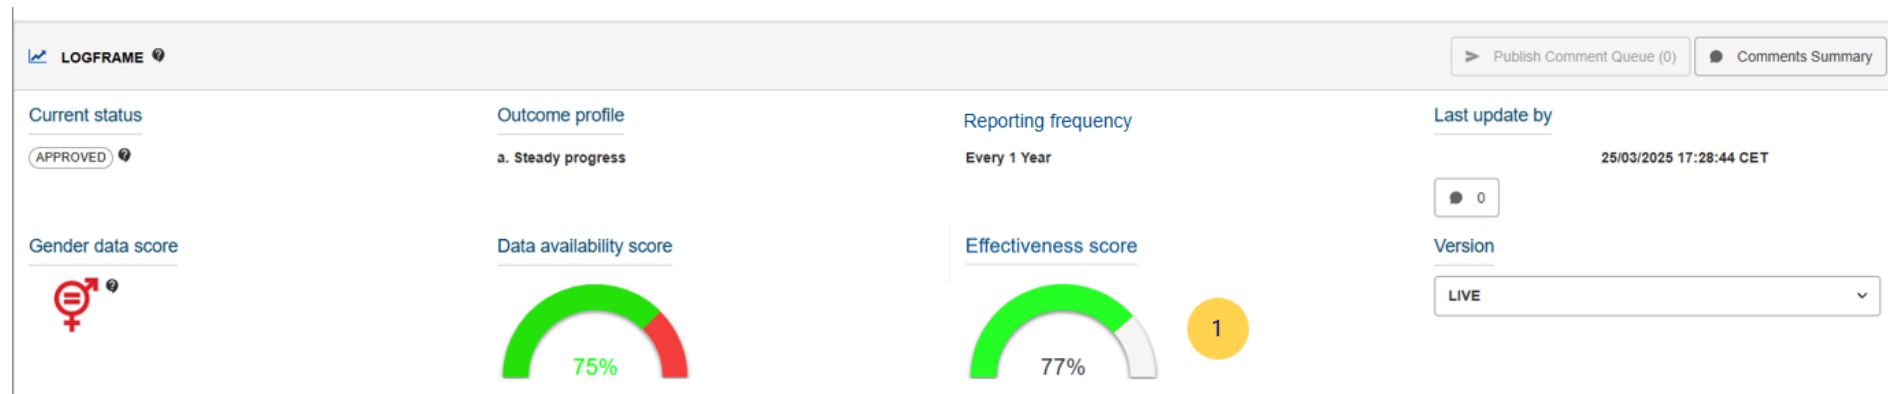 LOGFRAME
Publish Comment Queue (0)
Comments Summary
Current status
Outcome profile
Reporting frequency
Last update by
APPROVED
a. Steady progress
Every 1 Year
25/03/2025 17:28:44 CET
0
Gender data score
Data availability score
Effectiveness score
Version
LIVE
75%
77%
1